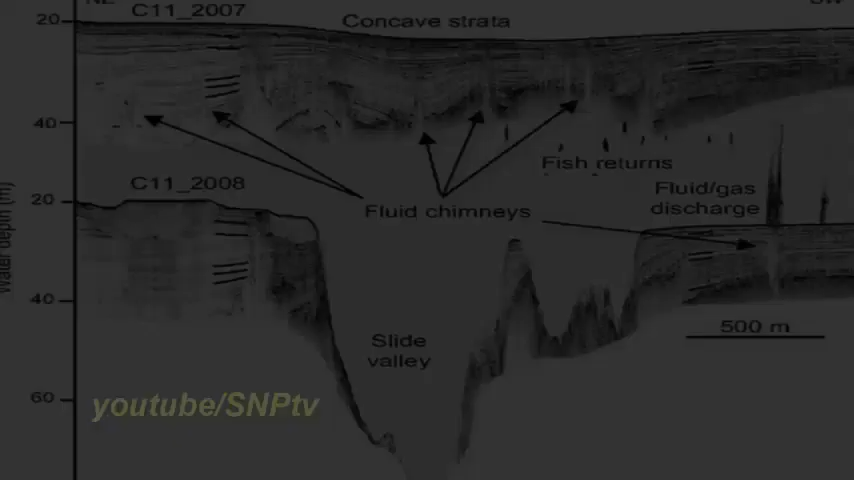 NE
SW
20
C11_2007
Concave strata
40
Fish returns
C11_2008
Fluid/gas
discharge
20
Fluid chimneys
Water depth (m)
40
500 m
Slide
valley
60
youtube/SNPtv